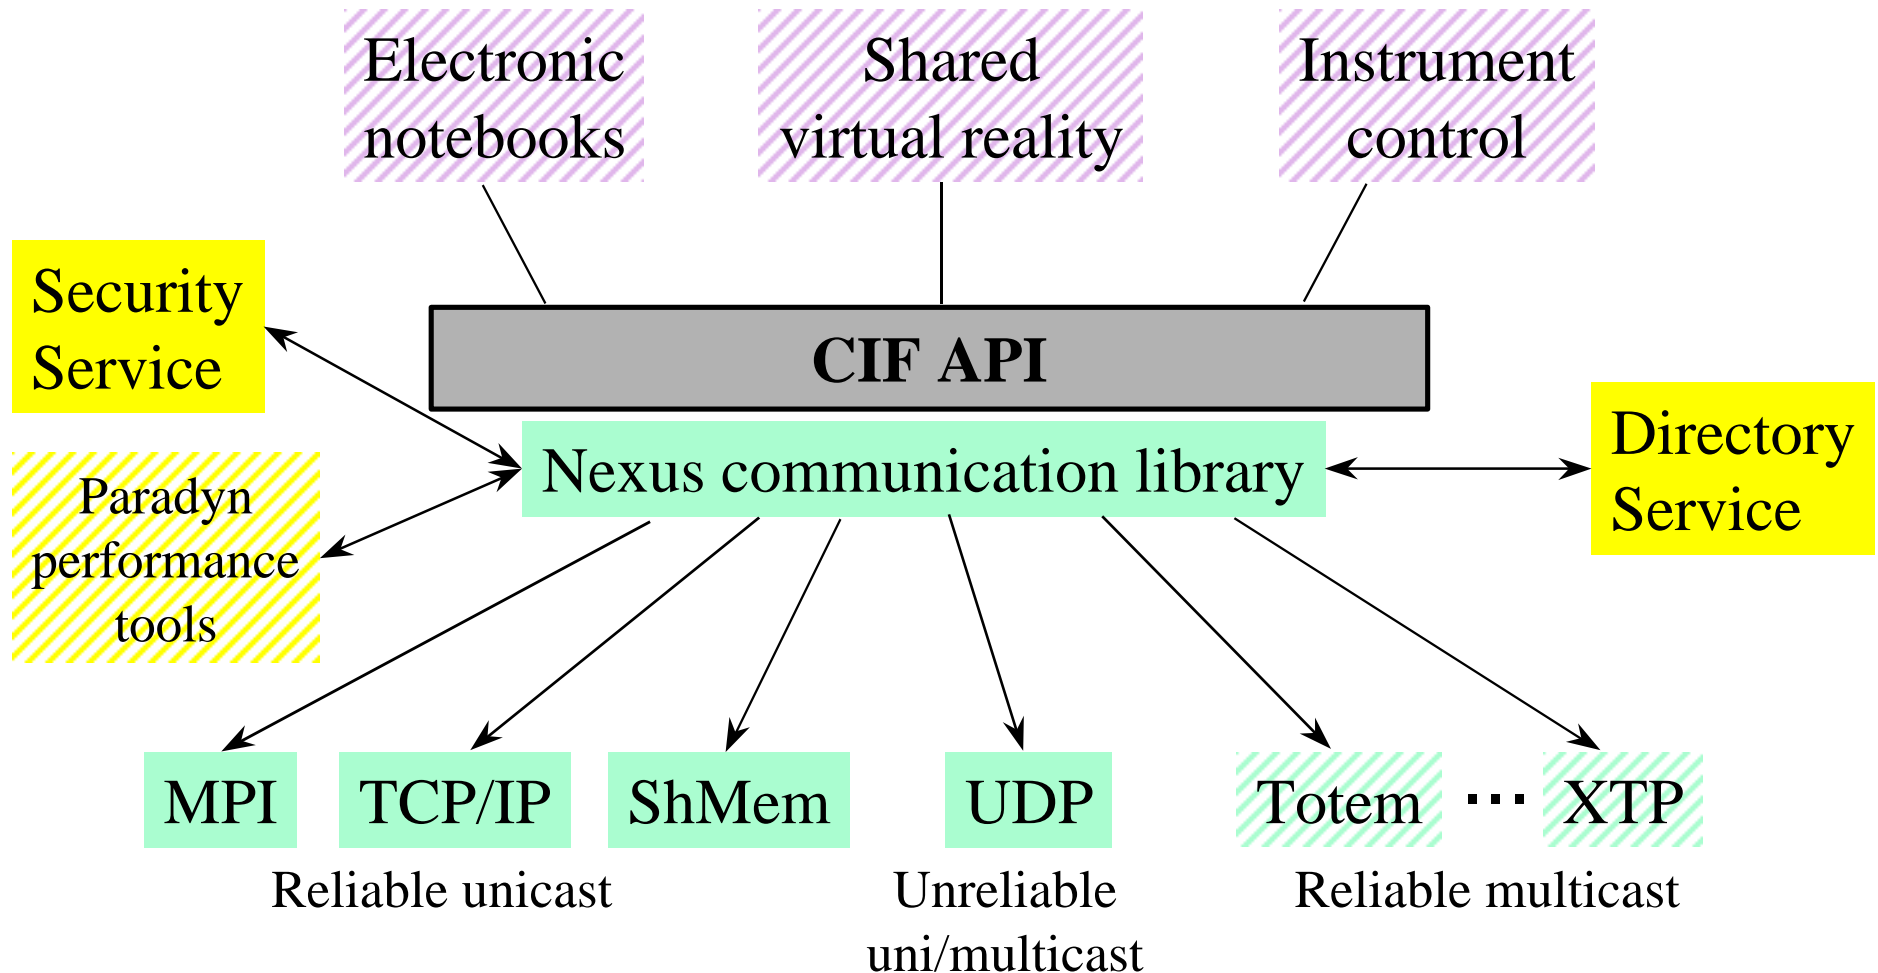 Electronic
notebooks
Shared
virtual reality
Instrument
control
Security
Service
CIF API
Directory
Service
Nexus communication library
Paradyn
performance
tools
MPI
TCP/IP
ShMem
UDP
Totem
...
XTP
Reliable unicast
Unreliable
uni/multicast
Reliable multicast